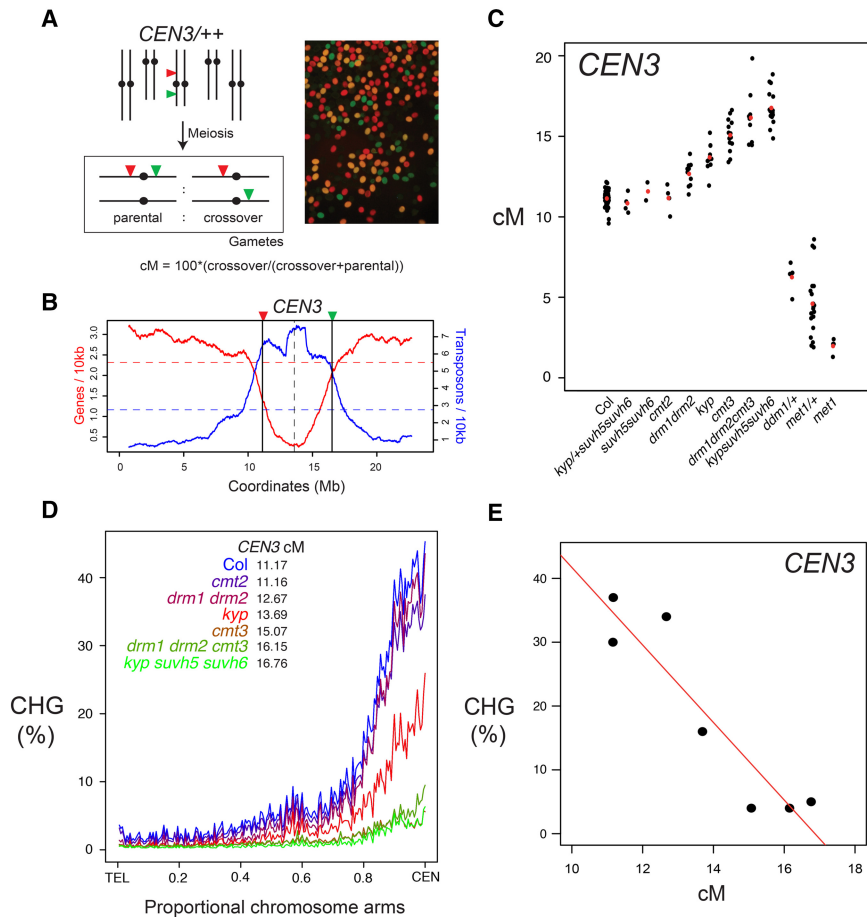 A
CEN3/++
Meiosis
:
:
parental : crossover
Gametes
cM = 100*(crossover/(crossover+parental))
B
CEN3
Genes / 10kb
0.5 1.0 1.5 2.0 2.5 3.0
Transposons / 10kb
1 2 3 4 5 6 7
0 5 10 15 20
Coordinates (Mb)
C
CEN3
cM
20
15
10
5
0
Col
kyp/+suvh5suvh6
suvh5suvh6
cmt2
drm1drm2
kyp
cmt3
drm1drm2cmt3
kypsuvh5suvh6
ddm1/+
met1/+
met1
D
CEN3 cM
Col 11.17
cmt2 11.16
drm1 drm2 12.67
kyp 13.69
cmt3 15.07
drm1 drm2 cmt3 16.15
kyp suvh5 suvh6 16.76
CHG
(%)
40
30
20
10
0
TEL 0.2 0.4 0.6 0.8 CEN
Proportional chromosome arms
E
CEN3
CHG
(%)
40
30
20
10
0
10 12 14 16 18
cM